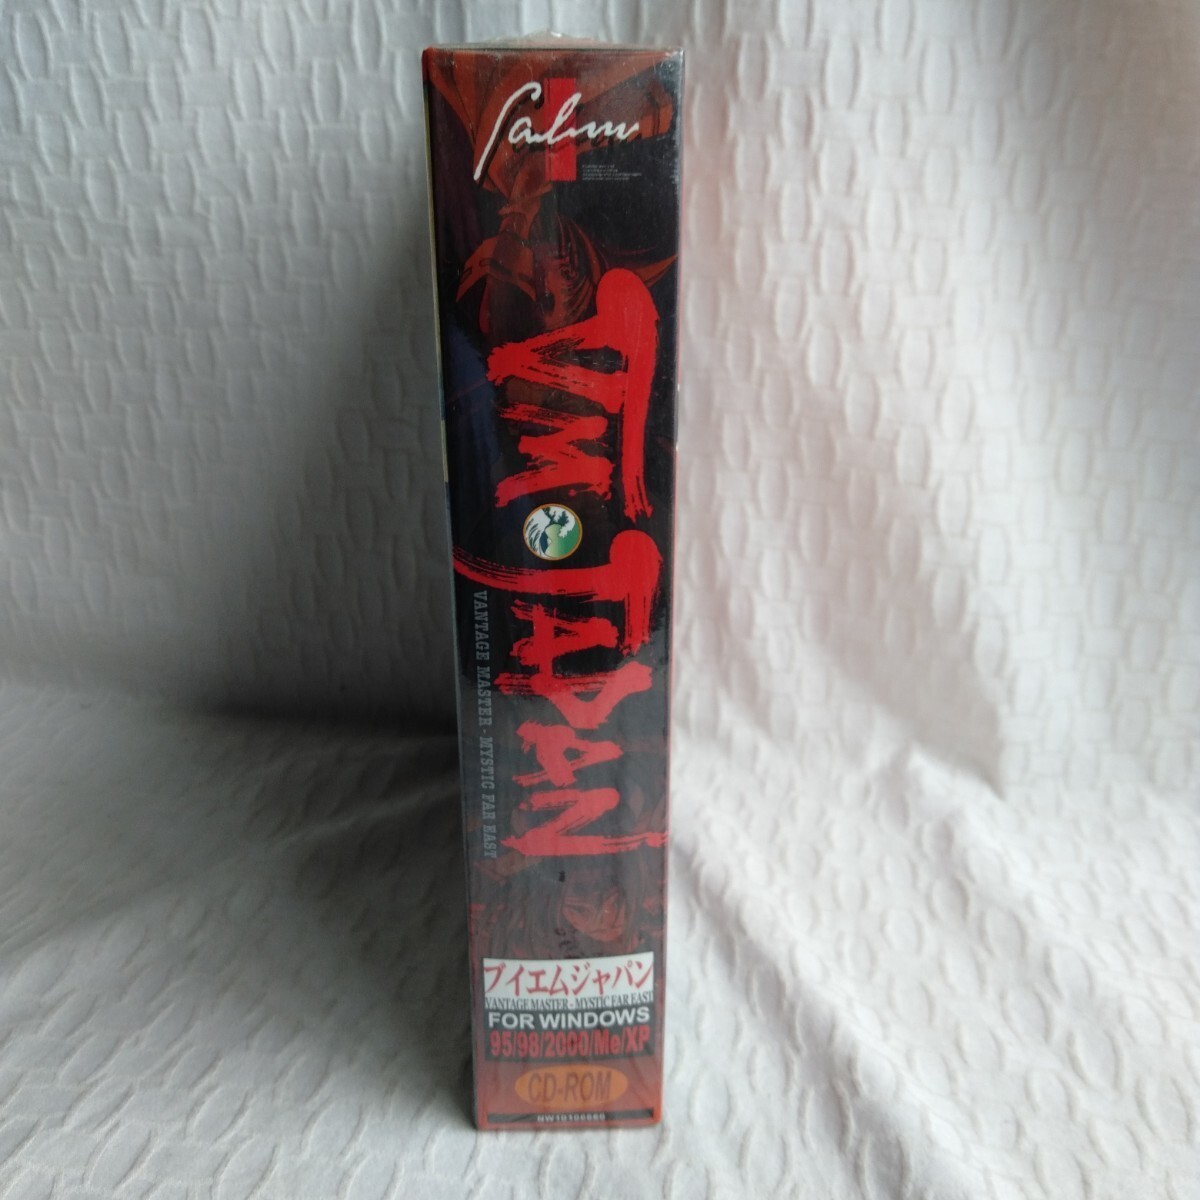 Falcom
VM JAPAN
VANTAGE MASTER - MYSTIC FAR EAST
ブイエムジャパン
VANTAGE MASTER - MYSTIC FAR EAST
FOR WINDOWS
95/98/2000/Me/XP
CD-ROM